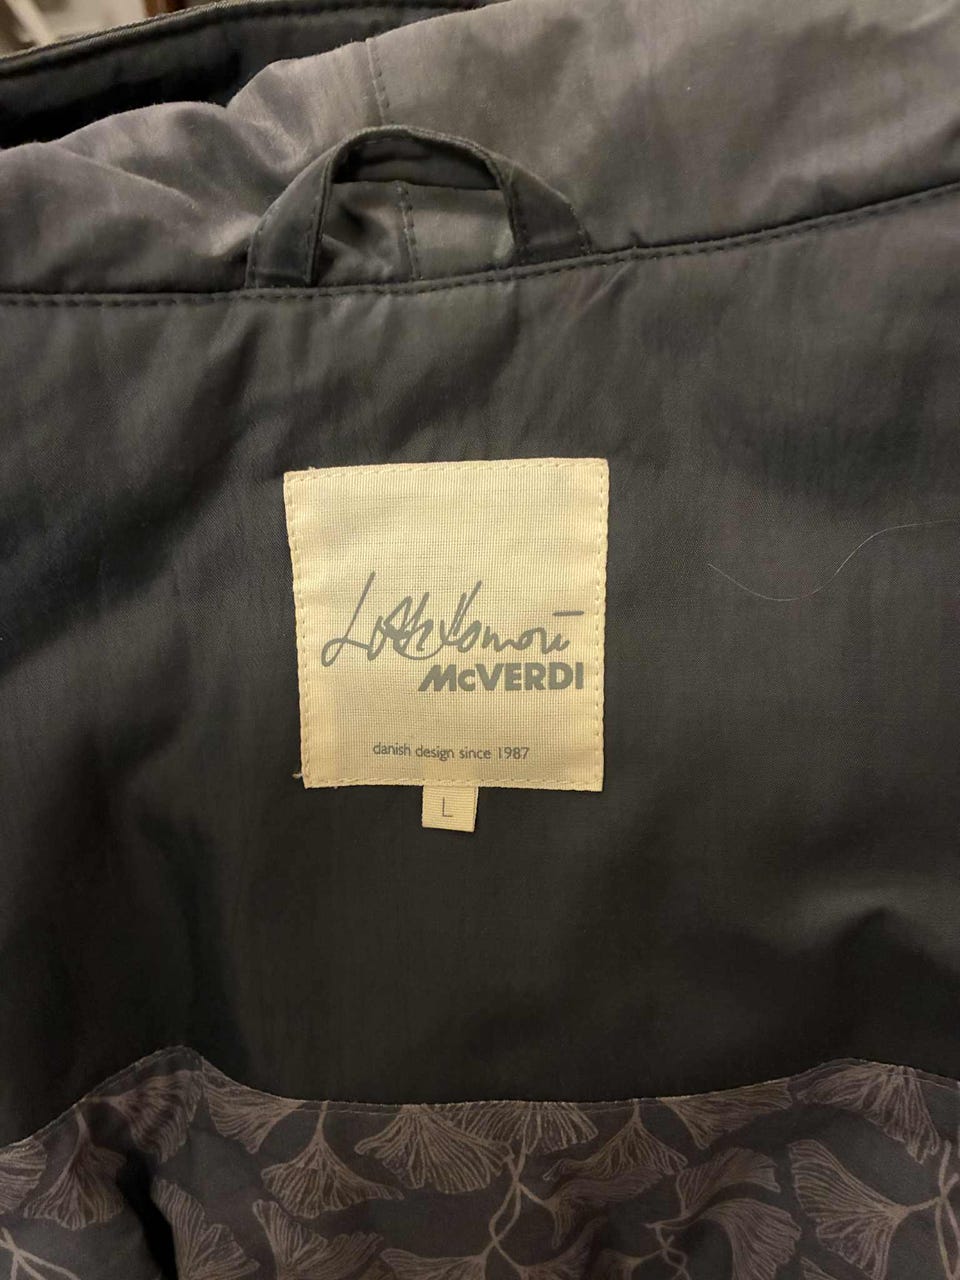 McVERDI
danish design since 1987
L